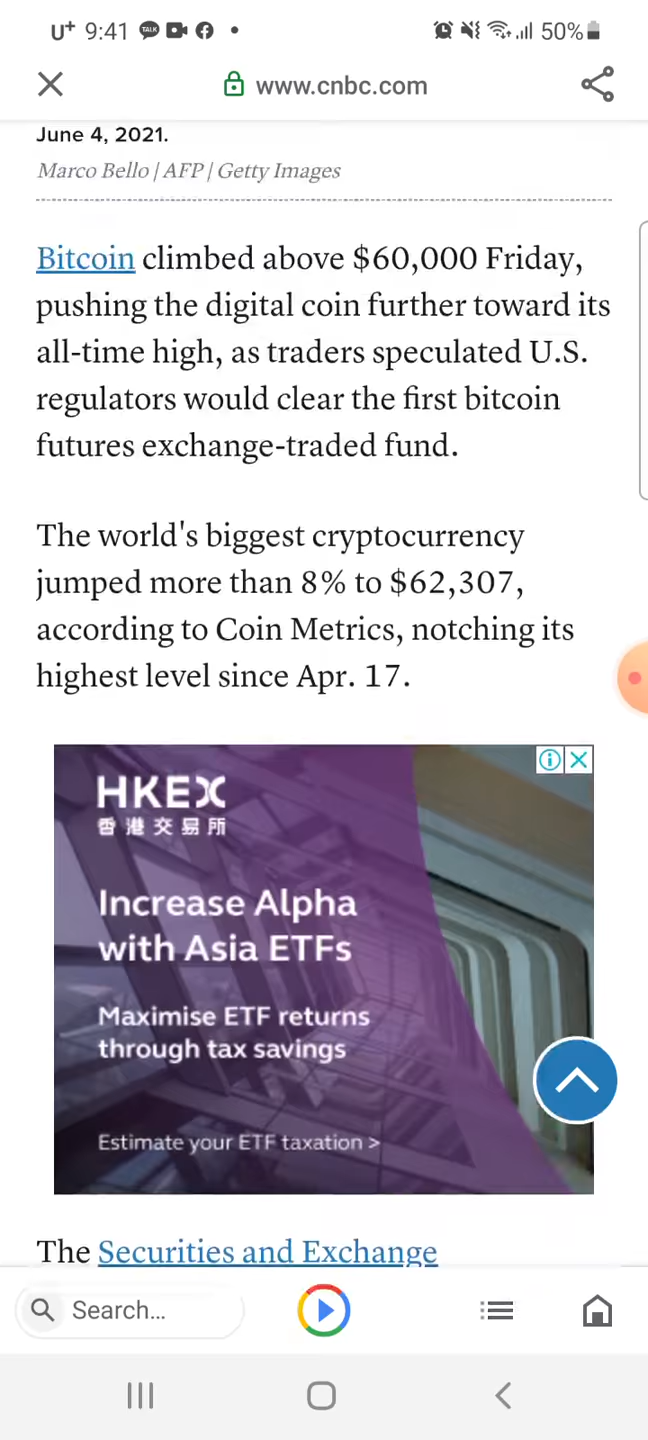 U+ 9:41 TALK 50%
www.cnbc.com
June 4, 2021.
Marco Bello | AFP | Getty Images
Bitcoin climbed above $60,000 Friday,
pushing the digital coin further toward its
all-time high, as traders speculated U.S.
regulators would clear the first bitcoin
futures exchange-traded fund.
The world's biggest cryptocurrency
jumped more than 8% to $62,307,
according to Coin Metrics, notching its
highest level since Apr. 17.
HKEX
香港交易所
Increase Alpha
with Asia ETFs
Maximise ETF returns
through tax savings
Estimate your ETF taxation >
The Securities and Exchange
Search...